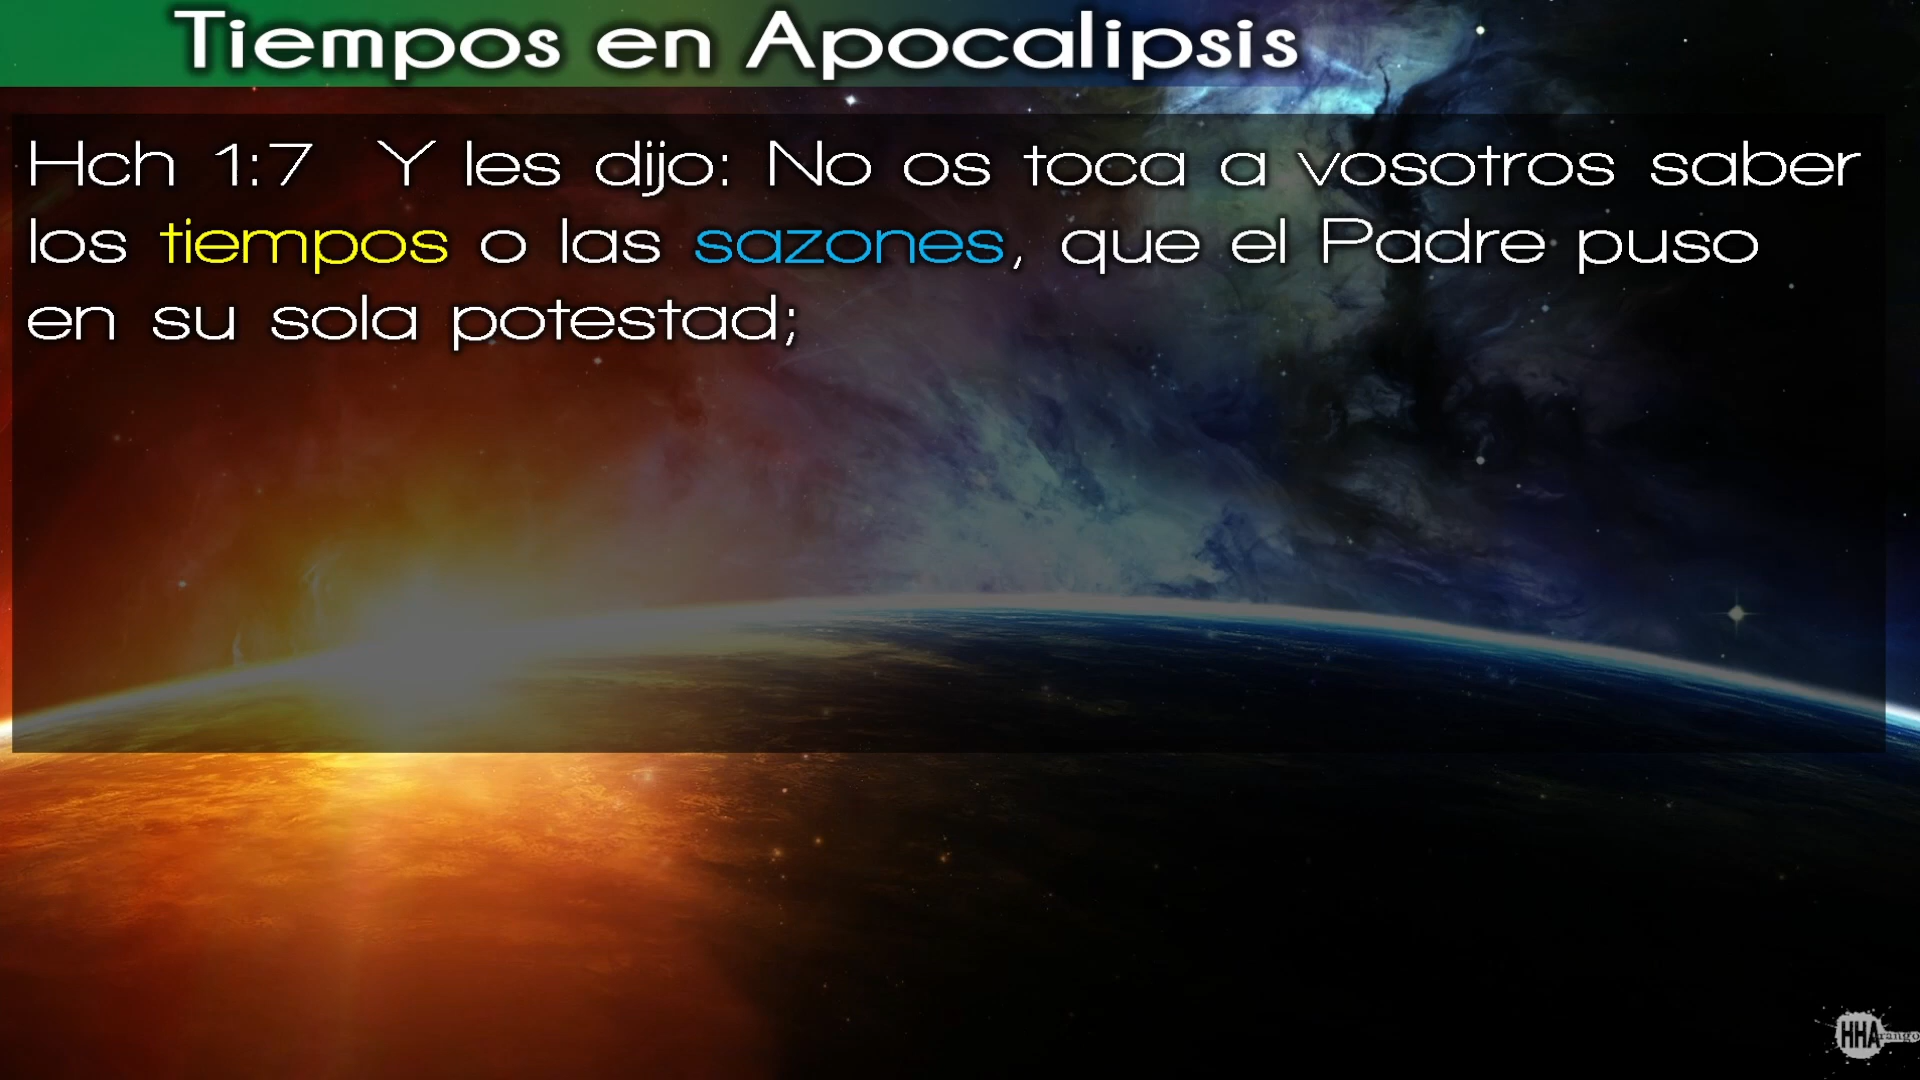 Tiempos en Apocalipsis
Hch 1:7 Y les dijo: No os toca a vosotros saber
los tiempos o las sazones, que el Padre puso
en su sola potestad;
HHArango